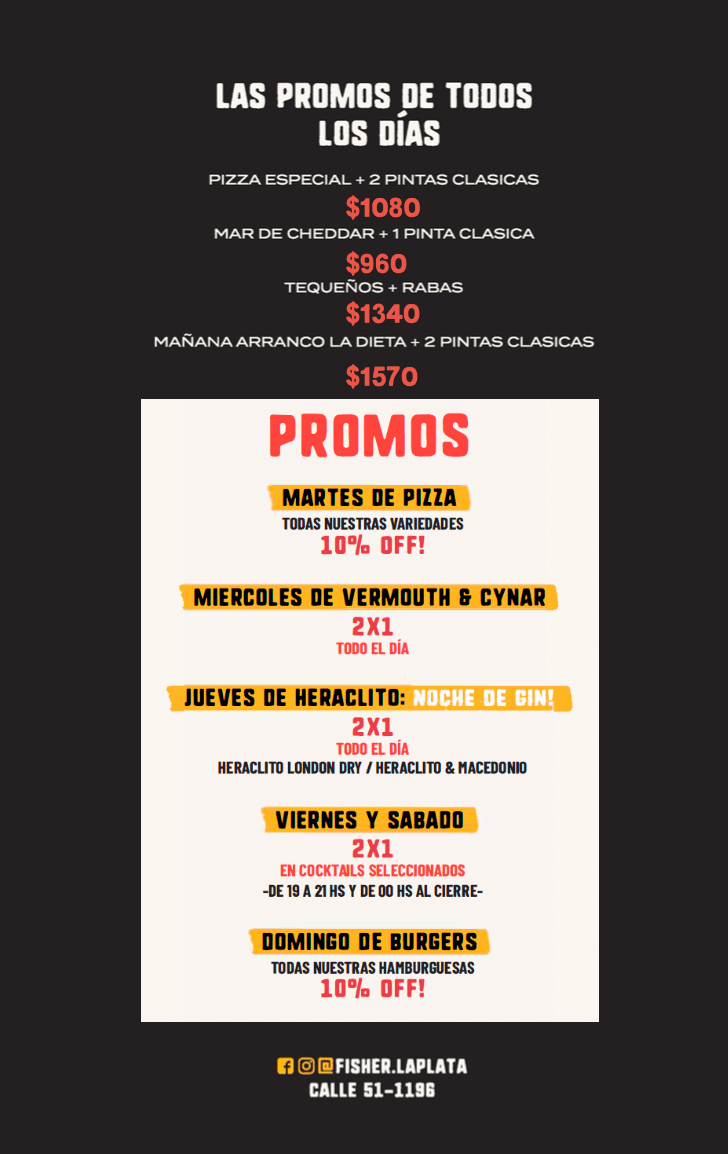 LAS PROMOS DE TODOS
LOS DÍAS
PIZZA ESPECIAL + 2 PINTAS CLASICAS
$1080
MAR DE CHEDDAR + 1 PINTA CLASICA
$960
TEQUEÑOS + RABAS
$1340
MAÑANA ARRANCO LA DIETA + 2 PINTAS CLASICAS
$1570
PROMOS
MARTES DE PIZZA
TODAS NUESTRAS VARIEDADES
10% OFF!
MIERCOLES DE VERMOUTH & CYNAR
2X1
TODO EL DÍA
JUEVES DE HERACLITO: NOCHE DE GIN!
2X1
TODO EL DÍA
HERACLITO LONDON DRY / HERACLITO & MACEDONIO
VIERNES Y SABADO
2X1
EN COCKTAILS SELECCIONADOS
-DE 19 A 21 HS Y DE 00 HS AL CIERRE-
DOMINGO DE BURGERS
TODAS NUESTRAS HAMBURGUESAS
10% OFF!
@FISHER.LAPLATA
CALLE 51-1196